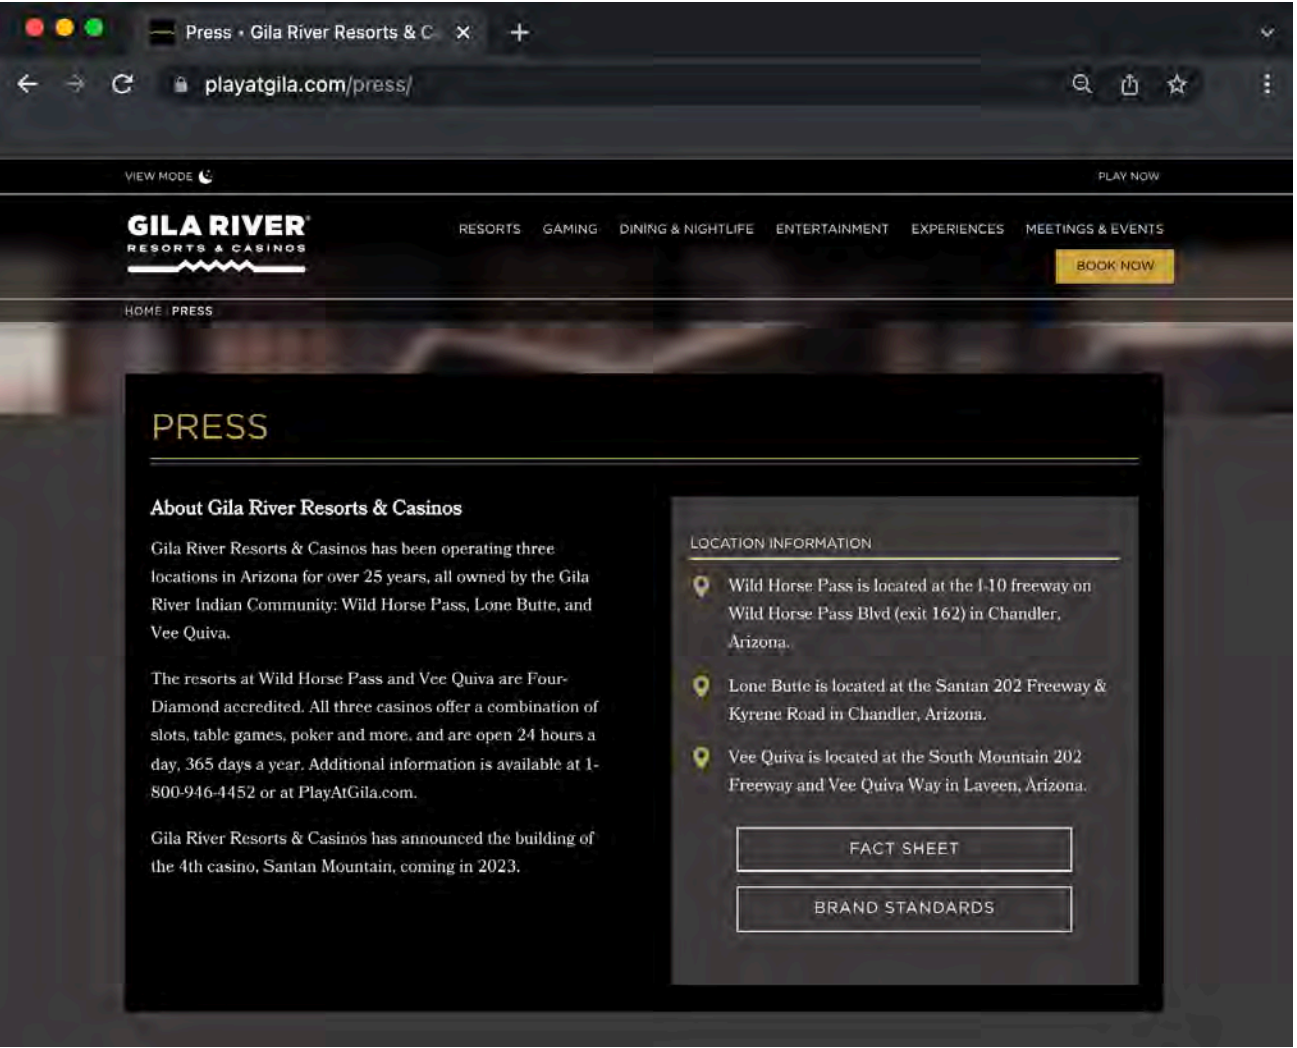 Press • Gila River Resorts & C
playatgila.com/press/
VIEW MODE
PLAY NOW
GILA RIVER®
RESORTS & CASINOS
RESORTS GAMING DINING & NIGHTLIFE ENTERTAINMENT EXPERIENCES MEETINGS & EVENTS
BOOK NOW
HOME | PRESS
PRESS
About Gila River Resorts & Casinos
Gila River Resorts & Casinos has been operating three
locations in Arizona for over 25 years, all owned by the Gila
River Indian Community: Wild Horse Pass, Lone Butte, and
Vee Quiva.
The resorts at Wild Horse Pass and Vee Quiva are Four-
Diamond accredited. All three casinos offer a combination of
slots, table games, poker and more, and are open 24 hours a
day, 365 days a year. Additional information is available at 1-
800-946-4452 or at PlayAtGila.com.
Gila River Resorts & Casinos has announced the building of
the 4th casino, Santan Mountain, coming in 2023.
LOCATION INFORMATION
Wild Horse Pass is located at the I-10 freeway on
Wild Horse Pass Blvd (exit 162) in Chandler,
Arizona.
Lone Butte is located at the Santan 202 Freeway &
Kyrene Road in Chandler, Arizona.
Vee Quiva is located at the South Mountain 202
Freeway and Vee Quiva Way in Laveen, Arizona.
FACT SHEET
BRAND STANDARDS